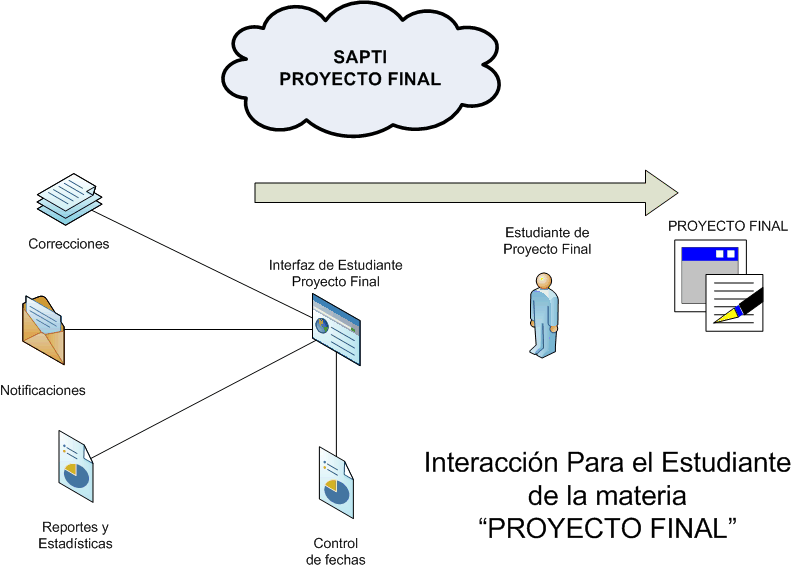 SAPTI
PROYECTO FINAL
Correcciones
Interfaz de Estudiante
Proyecto Final
Estudiante de
Proyecto Final
PROYECTO FINAL
Notificaciones
Reportes y
Estadísticas
Control
de fechas
Interacción Para el Estudiante
de la materia
“PROYECTO FINAL”